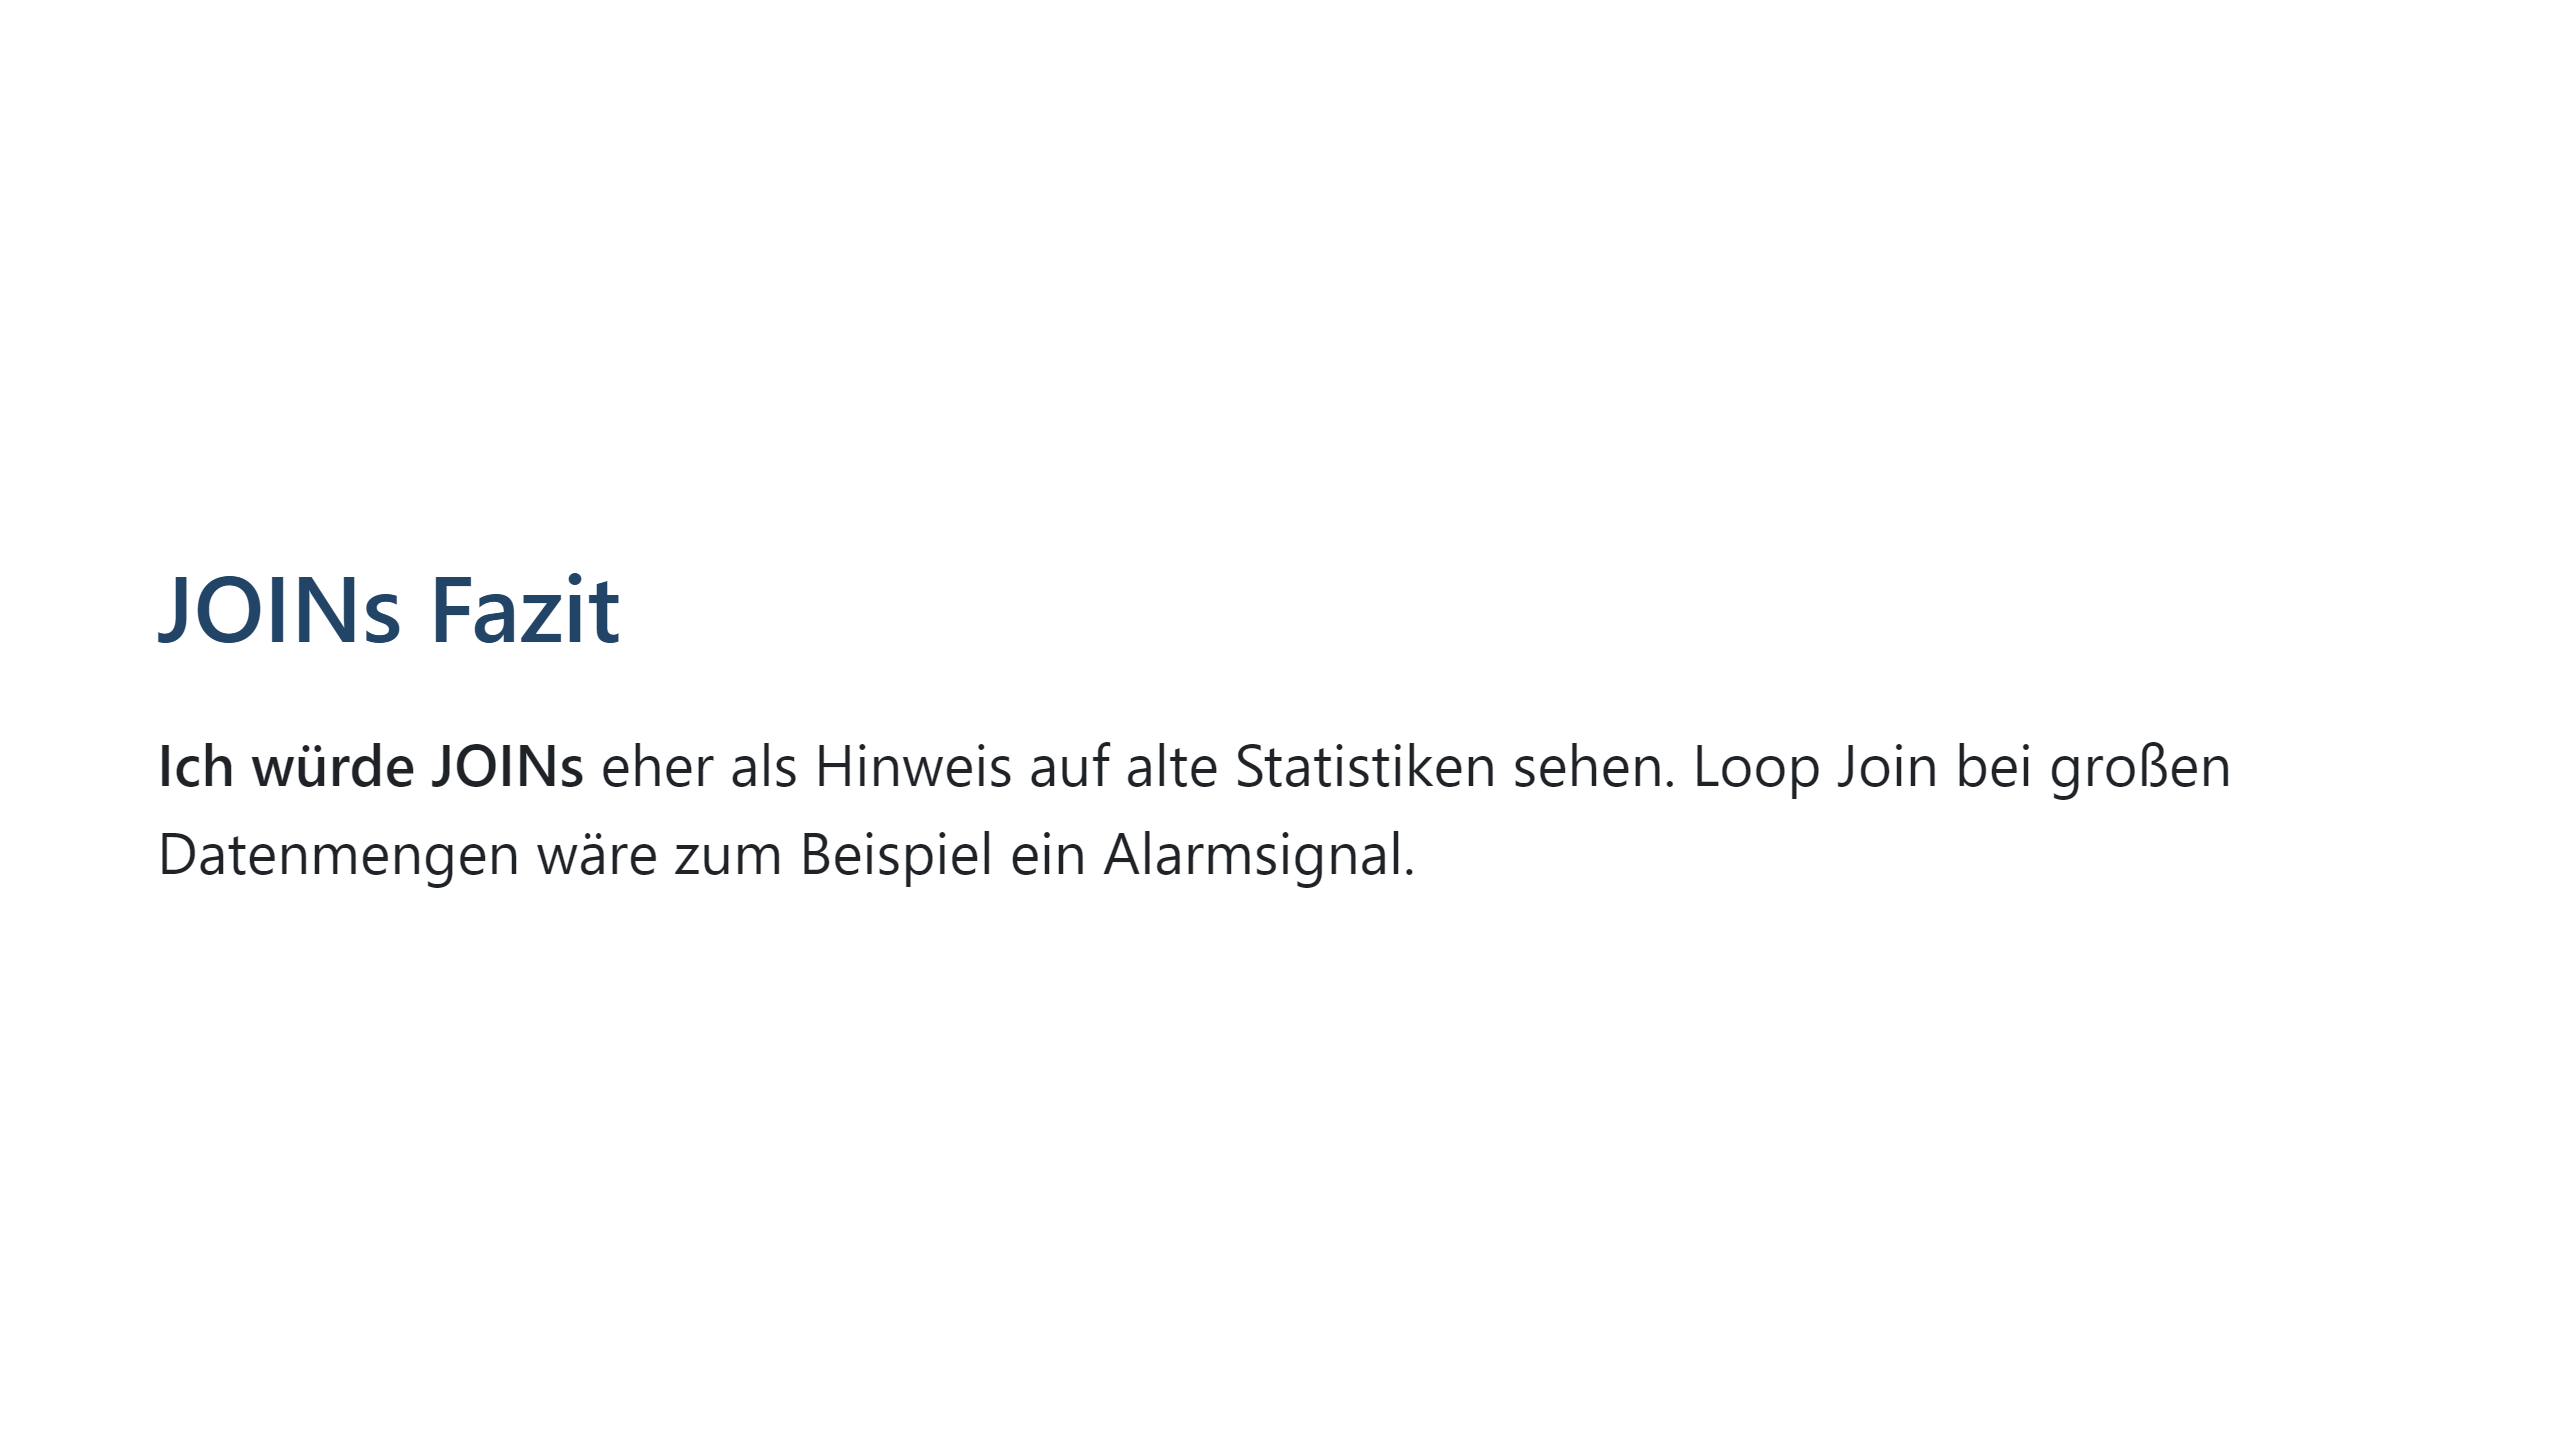 JOINs Fazit
Ich würde JOINs eher als Hinweis auf alte Statistiken sehen. Loop Join bei großen
Datenmengen wäre zum Beispiel ein Alarmsignal.